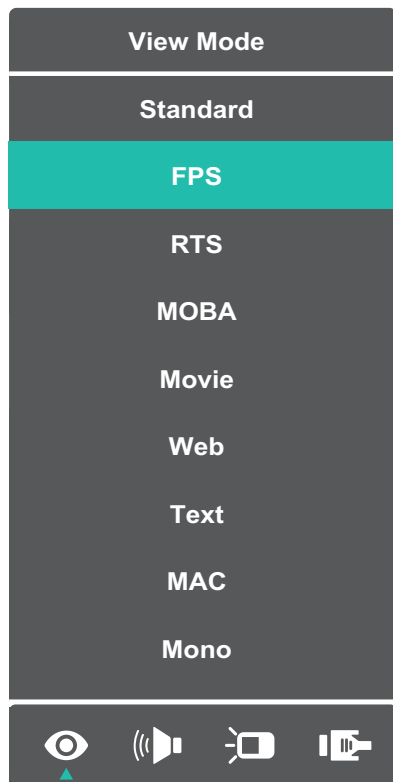 View Mode
Standard
FPS
RTS
MOBA
Movie
Web
Text
MAC
Mono